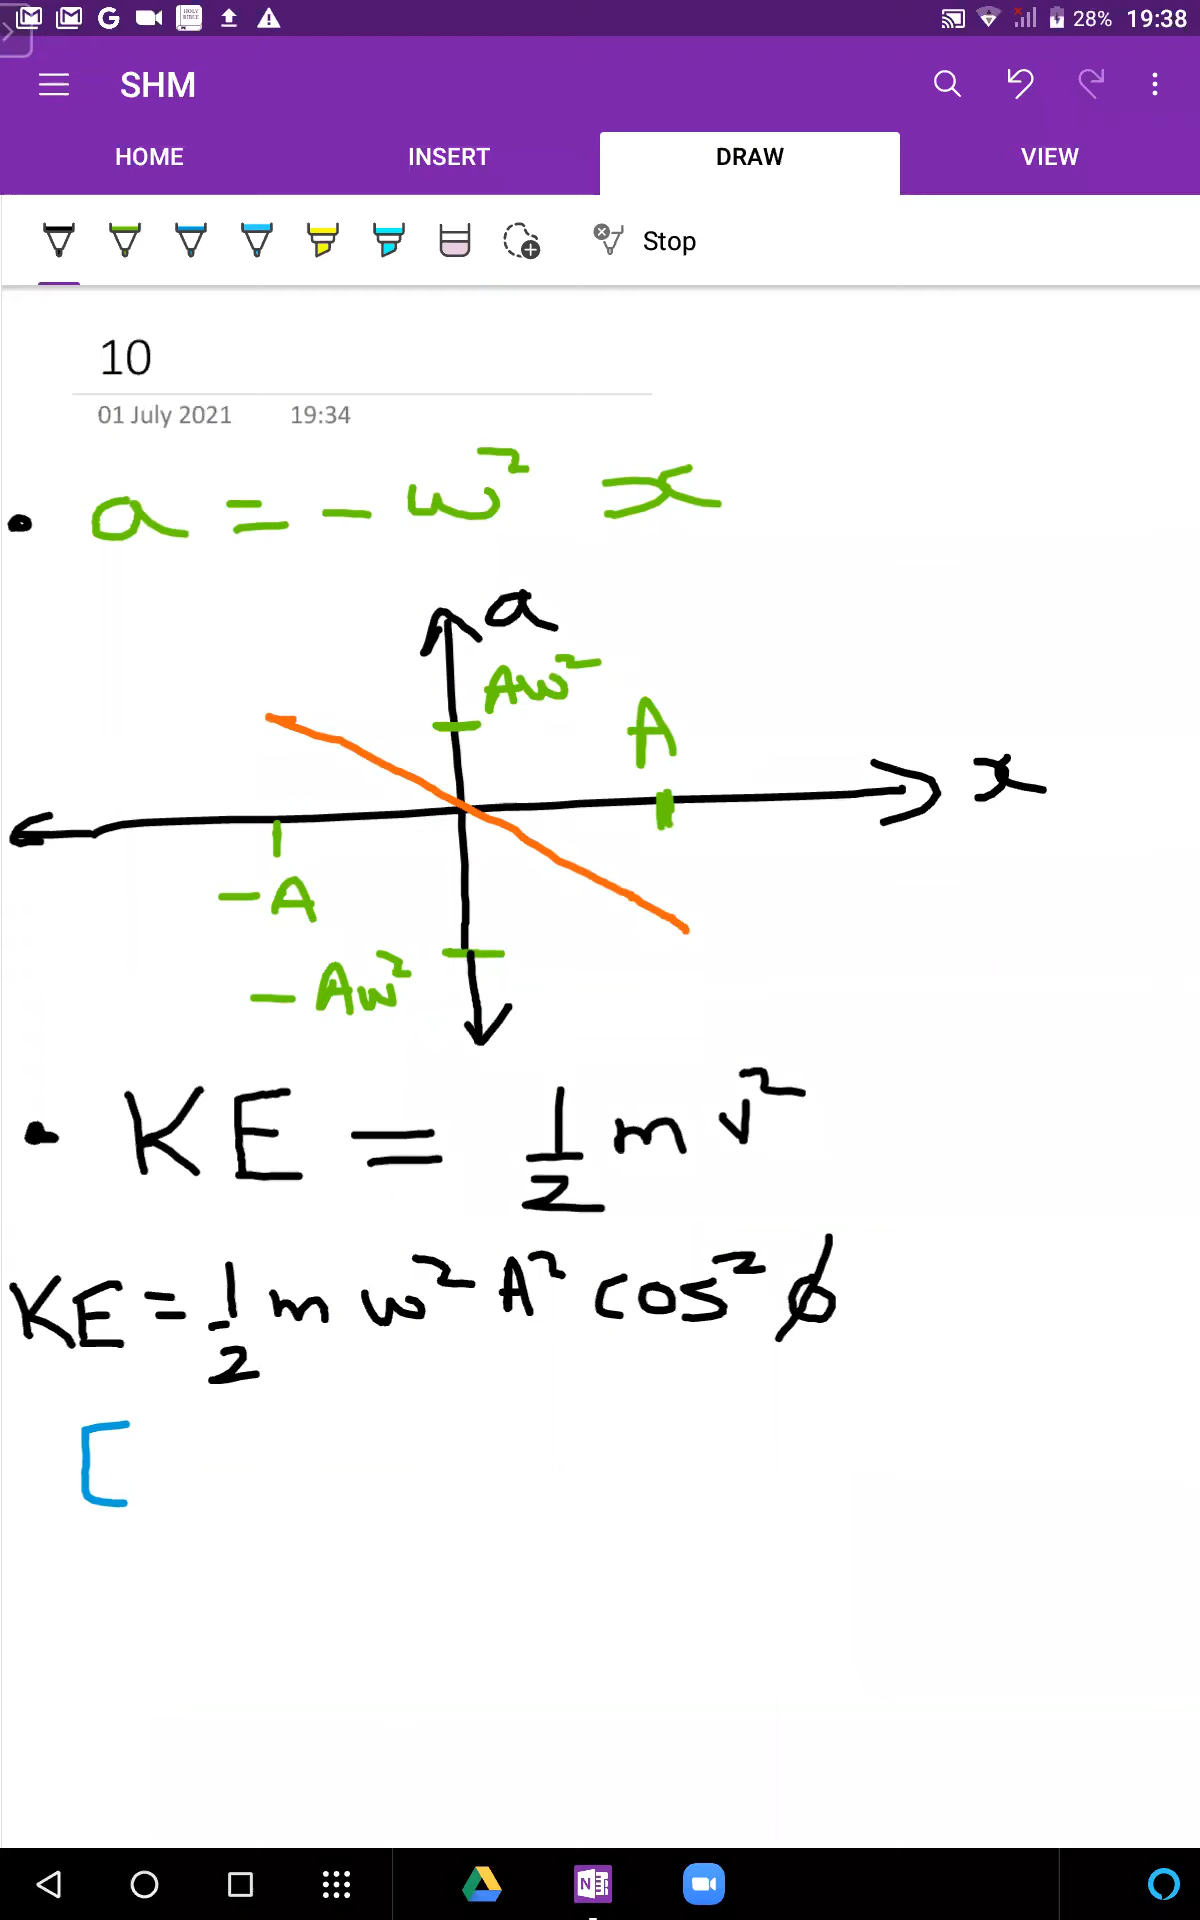 28% 19:38
SHM
HOME INSERT DRAW VIEW
Stop
10
01 July 2021 19:34
• a = - ω² x
a
Aω²
A
x
-A
-Aω²
• KE = 1/2 m v²
KE = 1/2 m ω² A² cos² ϕ
[